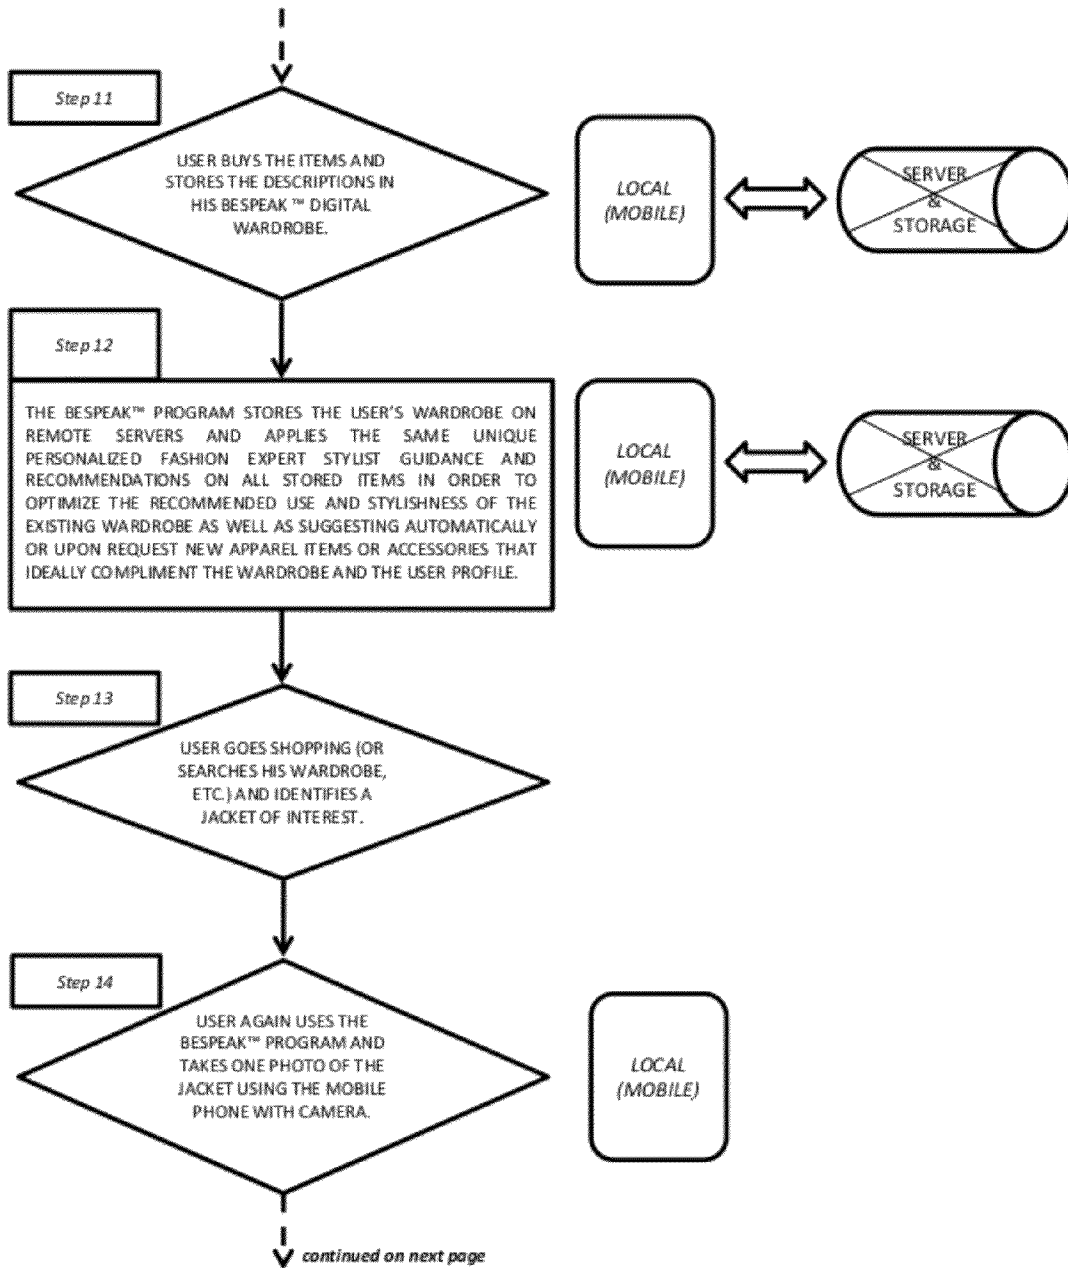 Step 11
USER BUYS THE ITEMS AND
STORES THE DESCRIPTIONS IN
HIS BESPEAK ™ DIGITAL
WARDROBE.
LOCAL
(MOBILE)
SERVER
&
STORAGE
Step 12
THE BESPEAK™ PROGRAM STORES THE USER'S WARDROBE ON
REMOTE SERVERS AND APPLIES THE SAME UNIQUE
PERSONALIZED FASHION EXPERT STYLIST GUIDANCE AND
RECOMMENDATIONS ON ALL STORED ITEMS IN ORDER TO
OPTIMIZE THE RECOMMENDED USE AND STYLISHNESS OF THE
EXISTING WARDROBE AS WELL AS SUGGESTING AUTOMATICALLY
OR UPON REQUEST NEW APPAREL ITEMS OR ACCESSORIES THAT
IDEALLY COMPLIMENT THE WARDROBE AND THE USER PROFILE.
LOCAL
(MOBILE)
SERVER
&
STORAGE
Step 13
USER GOES SHOPPING (OR
SEARCHES HIS WARDROBE,
ETC.) AND IDENTIFIES A
JACKET OF INTEREST.
Step 14
USER AGAIN USES THE
BESPEAK™ PROGRAM AND
TAKES ONE PHOTO OF THE
JACKET USING THE MOBILE
PHONE WITH CAMERA.
LOCAL
(MOBILE)
continued on next page